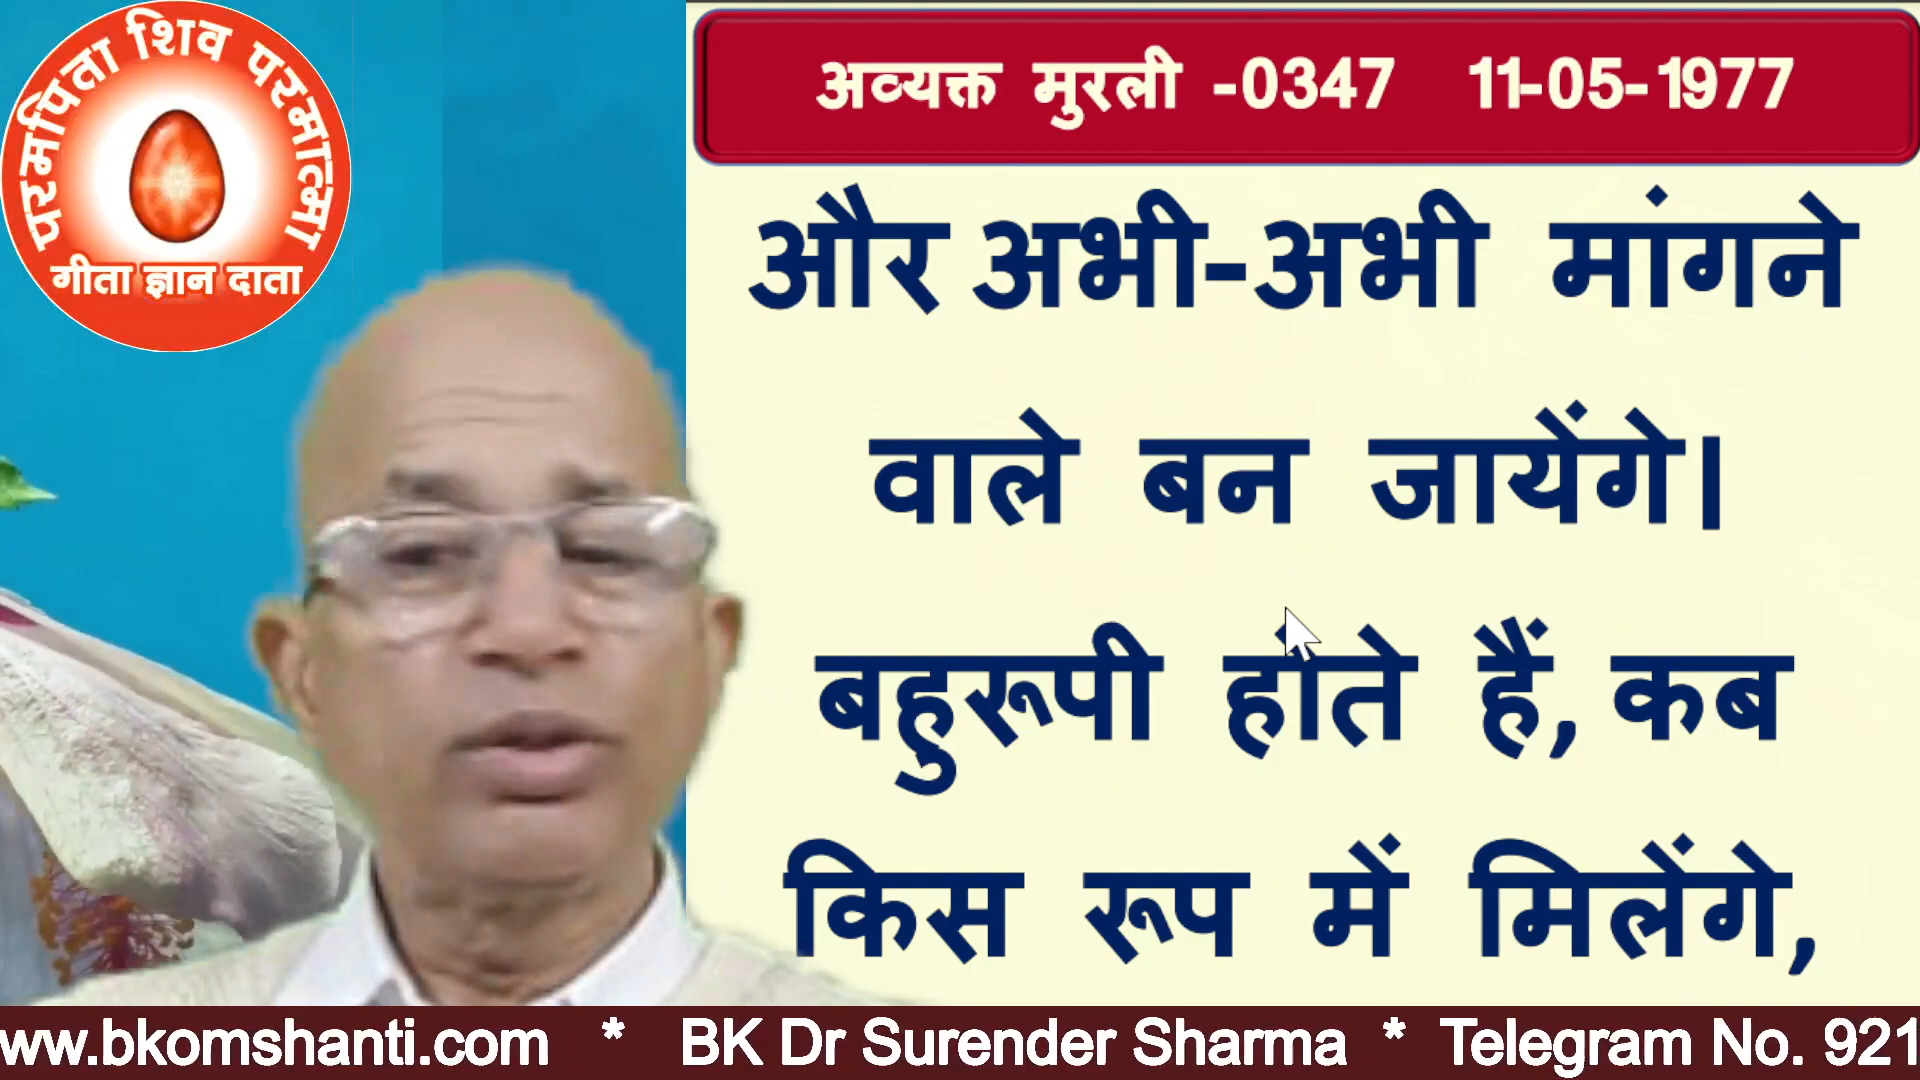 परमपिता शिव परमात्मा
गीता ज्ञान दाता
अव्यक्त मुरली -0347 11-05-1977
और अभी-अभी मांगने
वाले बन जायेंगे।
बहुरूपी होते हैं, कब
किस रूप में मिलेंगे,
ww.bkomshanti.com * BK Dr Surender Sharma * Telegram No. 921